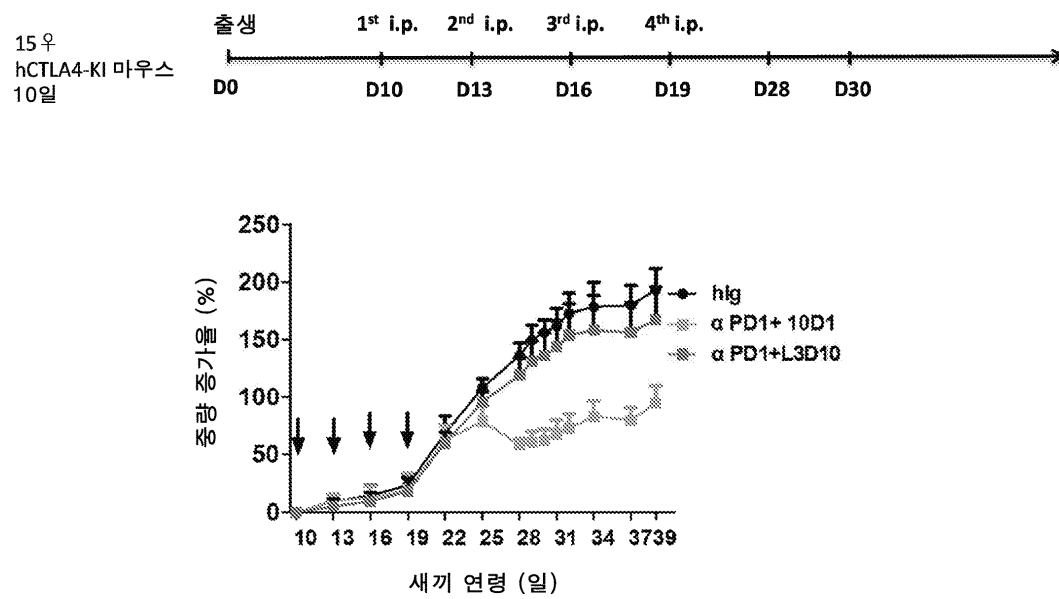 출생
1st i.p.
2nd i.p.
3rd i.p.
4th i.p.
15♀
hCTLA4-KI 마우스
10일
D0
D10
D13
D16
D19
D28
D30
중량 증가율 (%)
250
200
150
100
50
0
10 13 16 19 22 25 28 31 34 3739
새끼 연령 (일)
hIg
α PD1+ 10D1
α PD1+L3D10